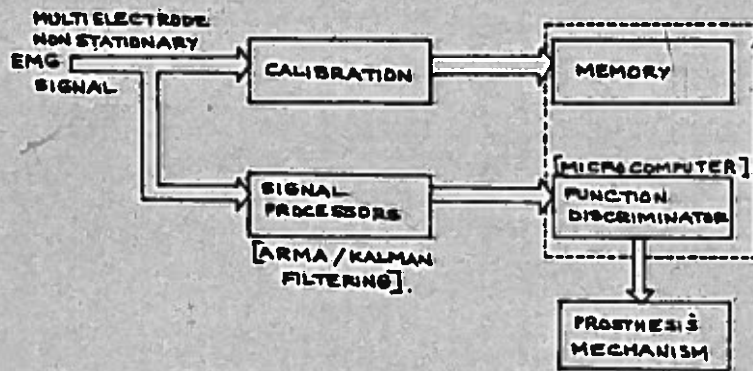 MULTI ELECTRODE
NON STATIONARY
EMG
SIGNAL
CALIBRATION
MEMORY
[MICROCOMPUTER]
SIGNAL
PROCESSORS
FUNCTION
DISCRIMINATOR
[ARMA/KALMAN
FILTERING].
PROSTHESIS
MECHANISM